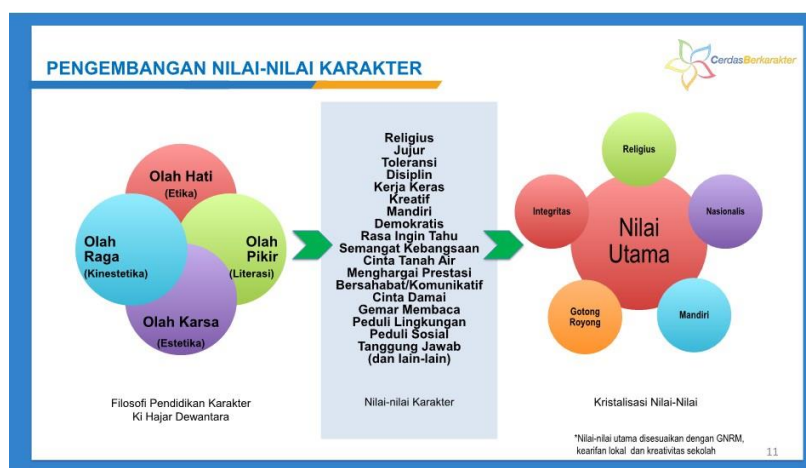 PENGEMBANGAN NILAI-NILAI KARAKTER
CerdasBerkarakter
Olah Hati
(Etika)
Olah
Raga
(Kinestetika)
Olah
Pikir
(Literasi)
Olah Karsa
(Estetika)
Filosofi Pendidikan Karakter
Ki Hajar Dewantara
Religius
Jujur
Toleransi
Disiplin
Kerja Keras
Kreatif
Mandiri
Demokratis
Rasa Ingin Tahu
Semangat Kebangsaan
Cinta Tanah Air
Menghargai Prestasi
Bersahabat/Komunikatif
Cinta Damai
Gemar Membaca
Peduli Lingkungan
Peduli Sosial
Tanggung Jawab
(dan lain-lain)
Nilai-nilai Karakter
Religius
Integritas
Nilai
Utama
Nasionalis
Gotong
Royong
Mandiri
Kristalisasi Nilai-Nilai
*Nilai-nilai utama disesuaikan dengan GNRM,
kearifan lokal dan kreativitas sekolah
11